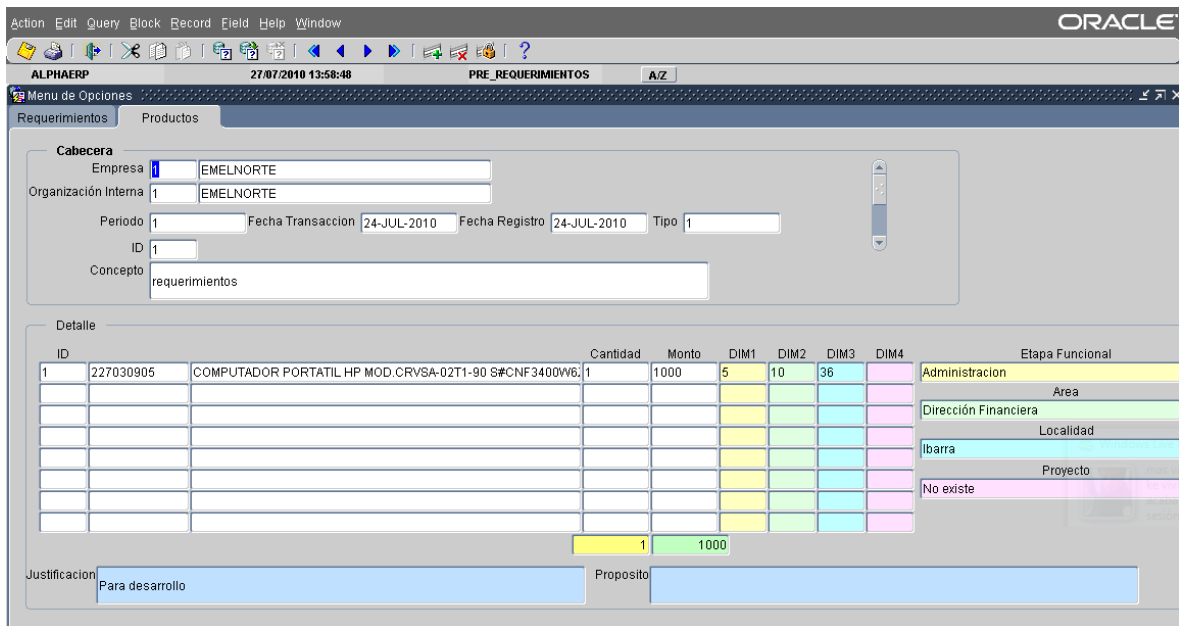 Action Edit Query Block Record Field Help Window ORACLE
ALPHAERP 27/07/2010 13:58:48 PRE_REQUERIMIENTOS A/Z
Menu de Opciones
Requerimientos Productos
Cabecera
Empresa 1 EMELNORTE
Organización Interna 1 EMELNORTE
Periodo 1 Fecha Transaccion 24-JUL-2010 Fecha Registro 24-JUL-2010 Tipo 1
ID 1
Concepto requerimientos
Detalle
ID Cantidad Monto DIM1 DIM2 DIM3 DIM4 Etapa Funcional
1 227030905 COMPUTADOR PORTATIL HP MOD.CRVSA-02T1-90 S#CNF3400W6 1 1000 5 10 36 Administracion
Area
Dirección Financiera
Localidad
Ibarra
Proyecto
No existe
1 1000
Justificacion Para desarrollo Proposito